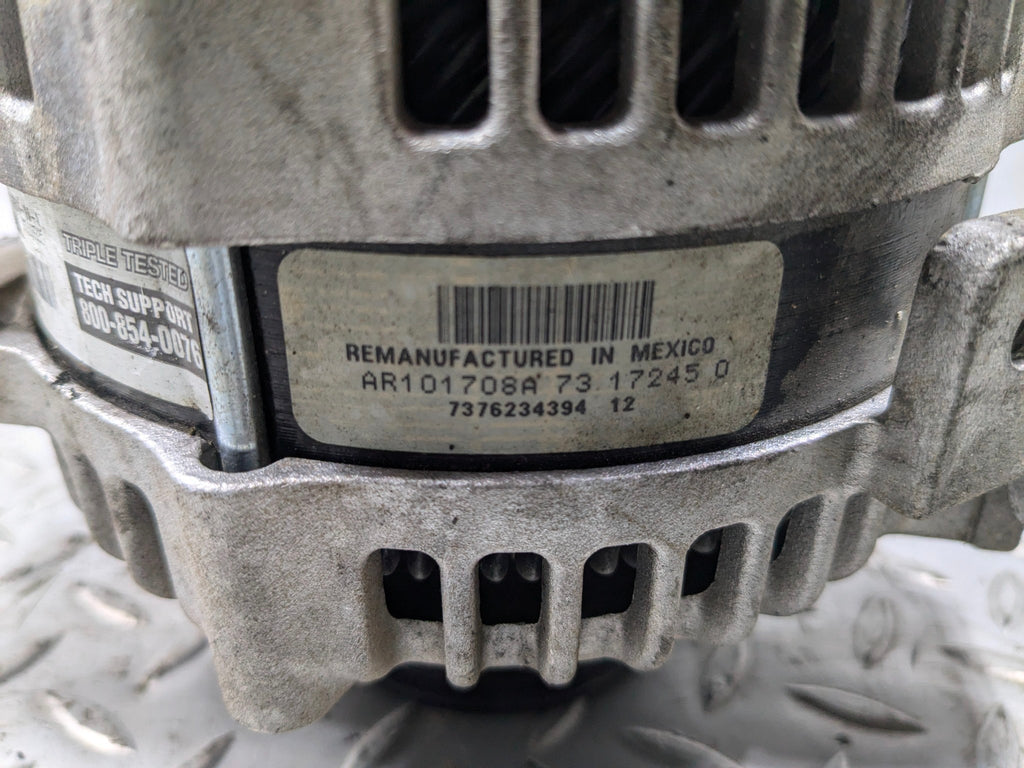 TRIPLE TESTED
TECH SUPPORT
800-854-0076
REMANUFACTURED IN MEXICO
AR101708A 73.17245 0
7376234394 12